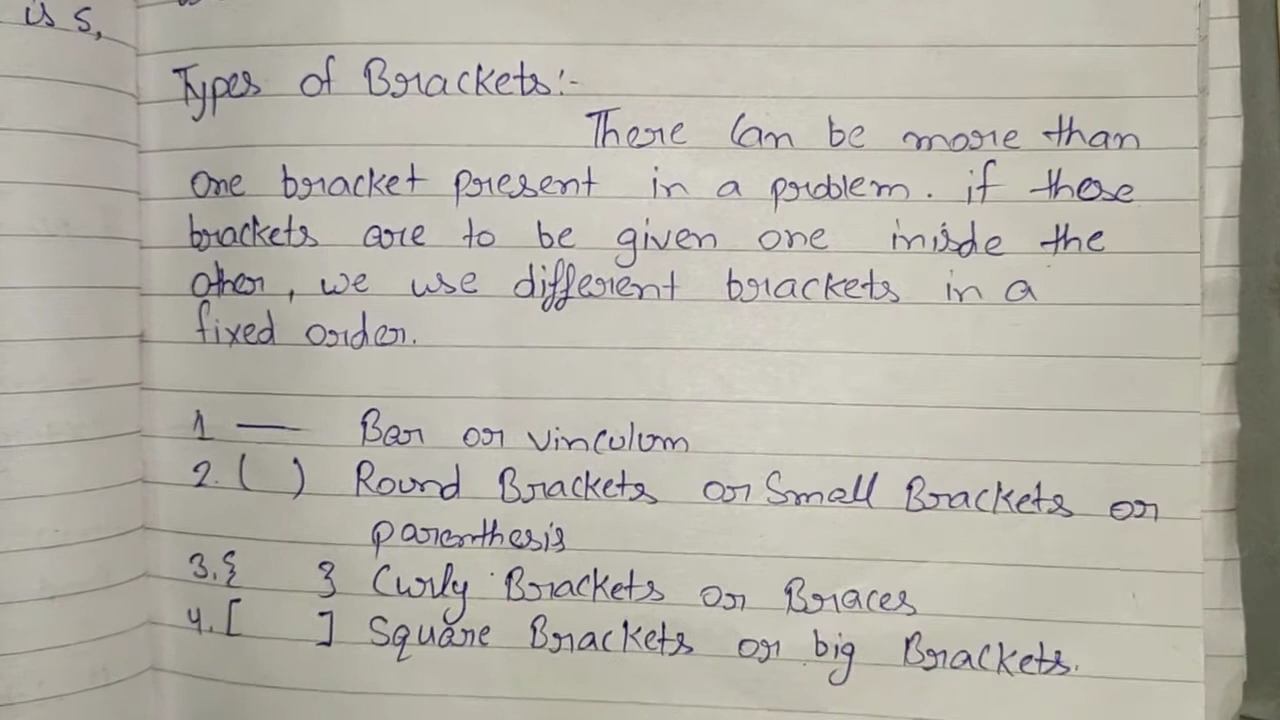 is 5,
Types of Brackets:-
There can be more than
one bracket present in a problem. if these
brackets are to be given one inisde the
other, we use different brackets in a
fixed order.
1 — Bar or vinculum
2. ( ) Round Brackets or Small Brackets or
parenthesis
3. { } Curly Brackets or Braces
4. [ ] Square Brackets or big Brackets.